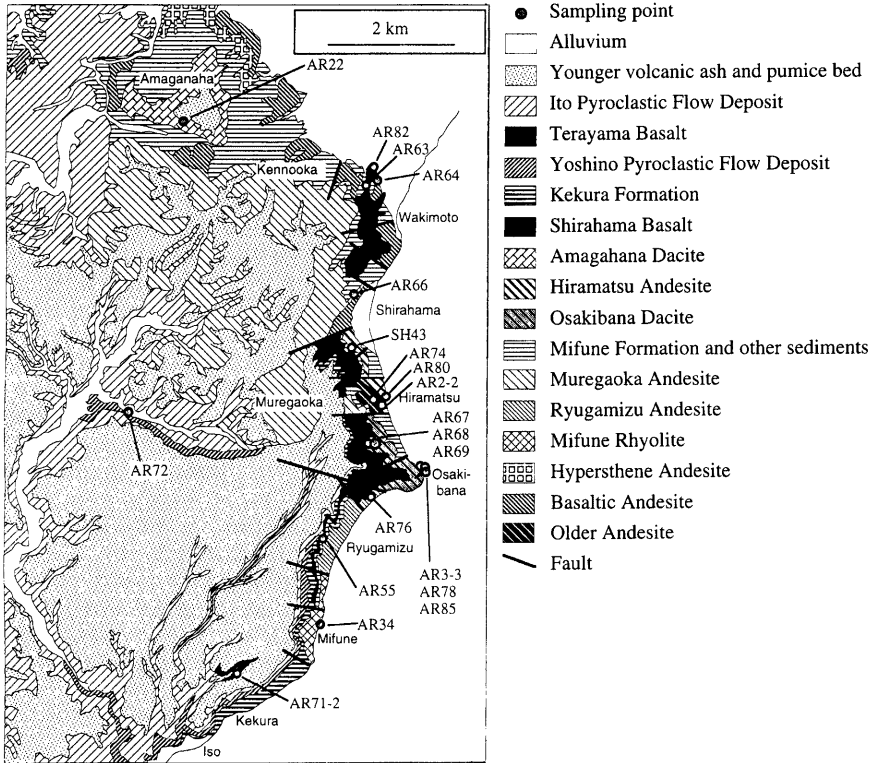 2 km
Amaganaha
AR22
AR82
AR63
AR64
Kennooka
Wakimoto
AR66
Shirahama
SH43
AR74
AR80
AR2-2
Hiramatsu
Muregaoka
AR67
AR68
AR69
AR72
Osaki-
bana
AR76
Ryugamizu
AR3-3
AR78
AR85
AR55
AR34
Mifune
AR71-2
Kekura
Iso
Sampling point
Alluvium
Younger volcanic ash and pumice bed
Ito Pyroclastic Flow Deposit
Terayama Basalt
Yoshino Pyroclastic Flow Deposit
Kekura Formation
Shirahama Basalt
Amagahana Dacite
Hiramatsu Andesite
Osakibana Dacite
Mifune Formation and other sediments
Muregaoka Andesite
Ryugamizu Andesite
Mifune Rhyolite
Hypersthene Andesite
Basaltic Andesite
Older Andesite
Fault